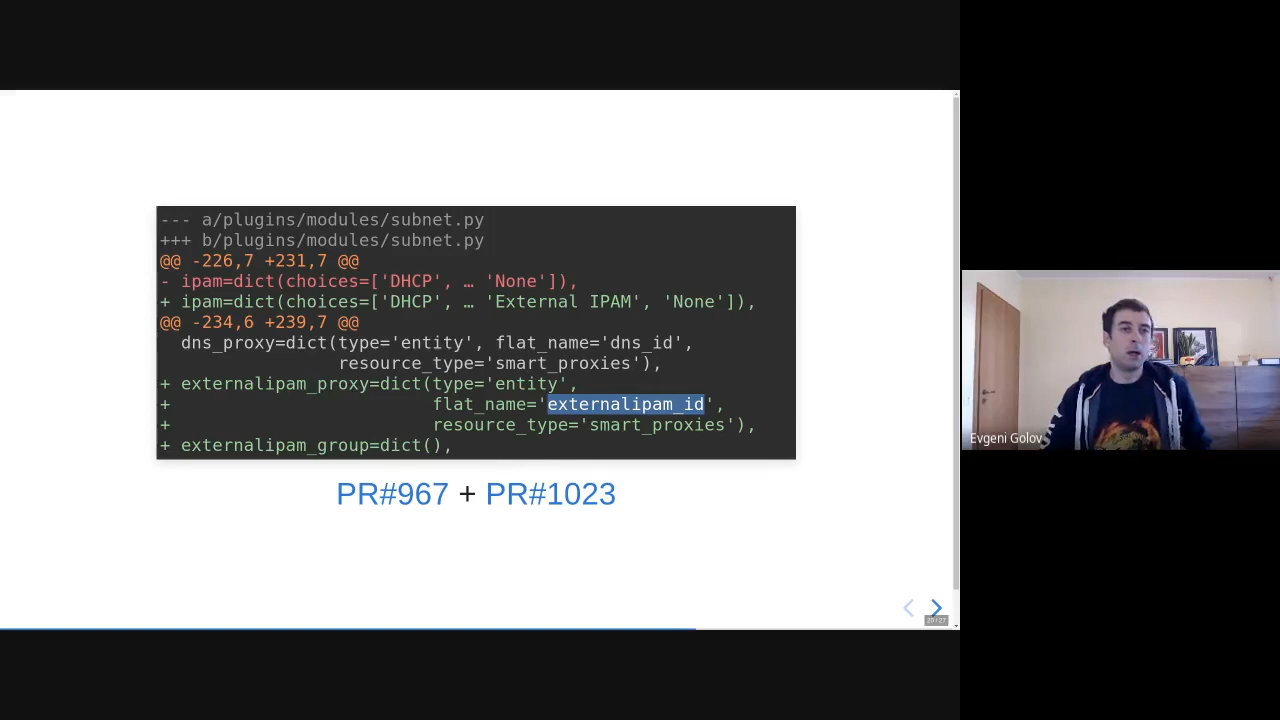 --- a/plugins/modules/subnet.py
+++ b/plugins/modules/subnet.py
@@ -226,7 +231,7 @@
- ipam=dict(choices=['DHCP', … 'None']),
+ ipam=dict(choices=['DHCP', … 'External IPAM', 'None']),
@@ -234,6 +239,7 @@
dns_proxy=dict(type='entity', flat_name='dns_id',
resource_type='smart_proxies'),
+ externalipam_proxy=dict(type='entity',
+ flat_name='externalipam_id',
+ resource_type='smart_proxies'),
+ externalipam_group=dict(),
PR#967 + PR#1023
Evgeni Golov